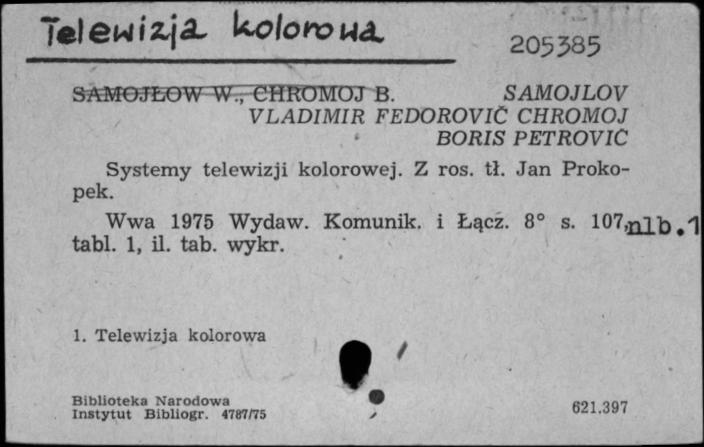 Telewizja kolorowa
205385
SAMOJŁOW W., CHROMOJ B. SAMOJLOV
VLADIMIR FEDOROVIČ CHROMOJ
BORIS PETROVIČ
Systemy telewizji kolorowej. Z ros. tł. Jan Proko-
pek.
Wwa 1975 Wydaw. Komunik. i Łącz. 8° s. 107, nlb. 1
tabl. 1, il. tab. wykr.
1. Telewizja kolorowa
Biblioteka Narodowa
Instytut Bibliogr. 4787/75
621.397